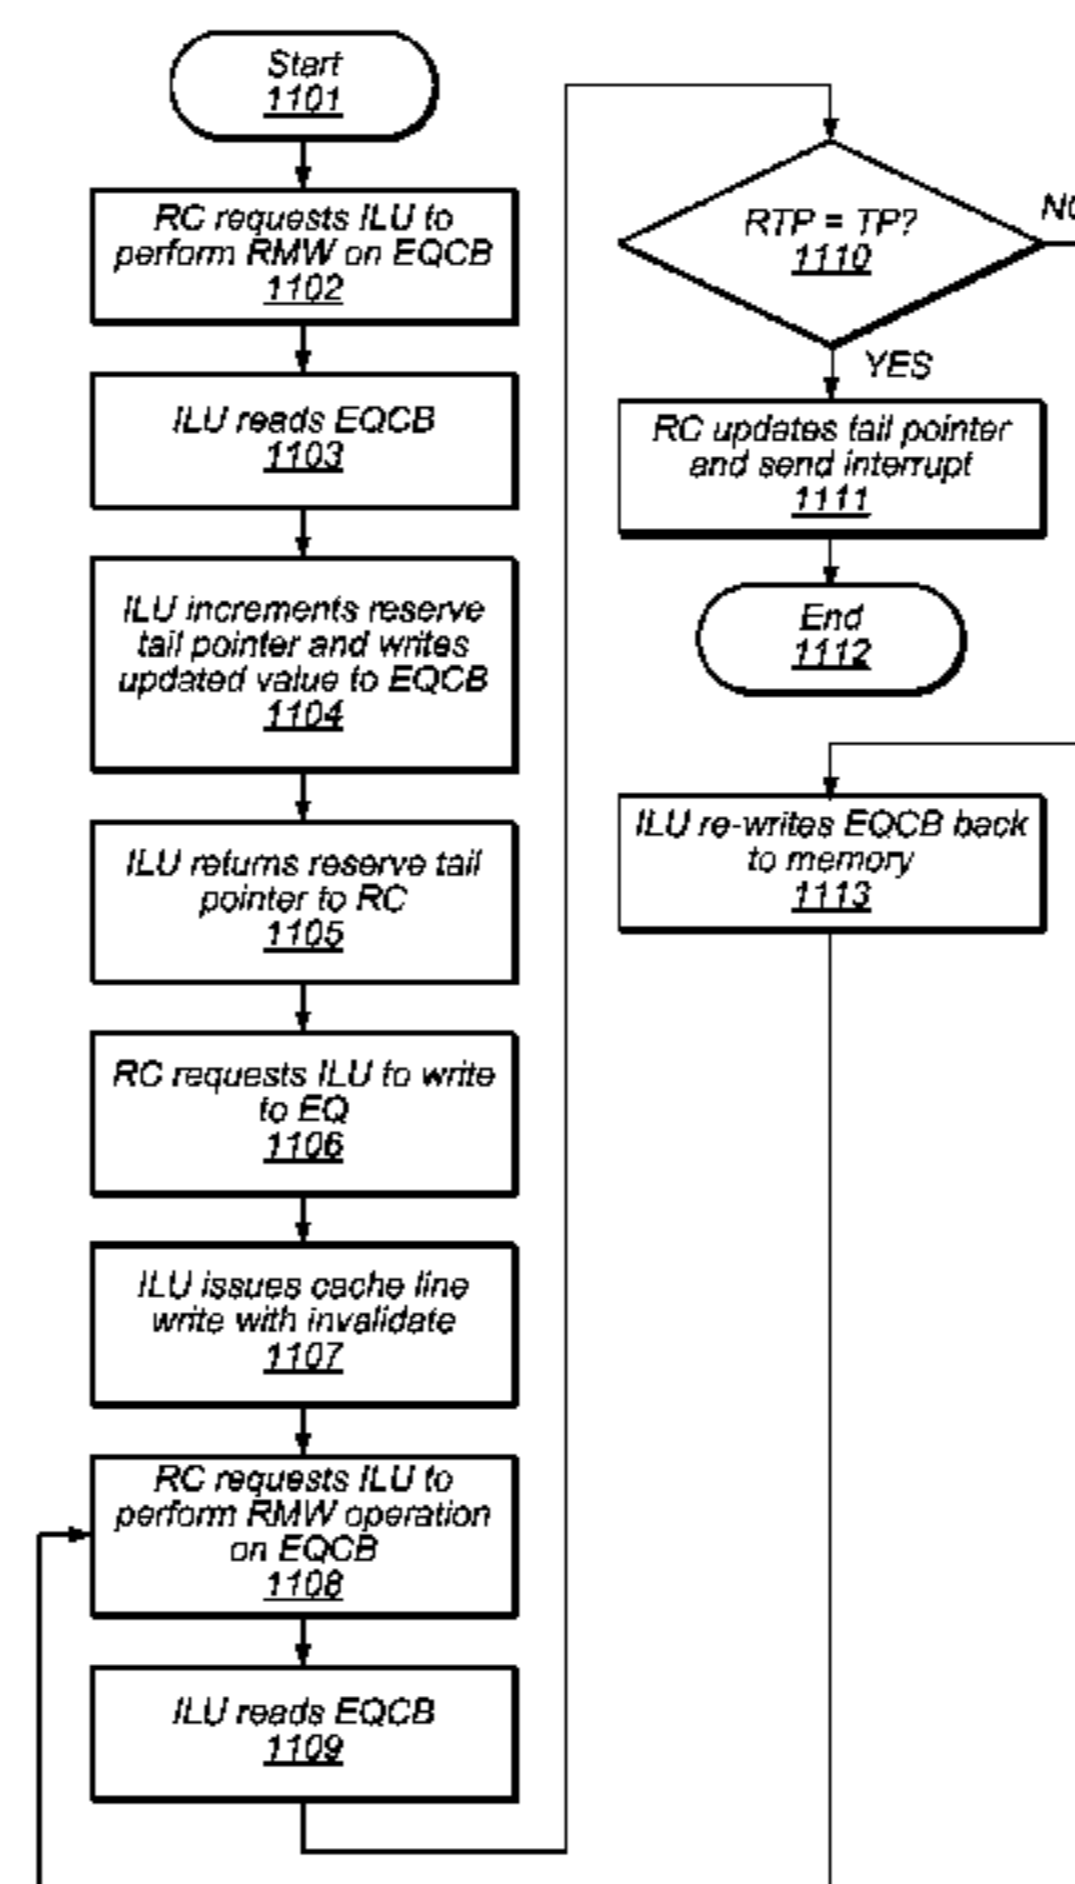 Start
1101
RC requests ILU to
perform RMW on EQCB
1102
ILU reads EQCB
1103
ILU increments reserve
tail pointer and writes
updated value to EQCB
1104
ILU returns reserve tail
pointer to RC
1105
RC requests ILU to write
to EQ
1106
ILU issues cache line
write with invalidate
1107
RC requests ILU to
perform RMW operation
on EQCB
1108
ILU reads EQCB
1109
RTP = TP?
1110
NO
YES
RC updates tail pointer
and send interrupt
1111
End
1112
ILU re-writes EQCB back
to memory
1113